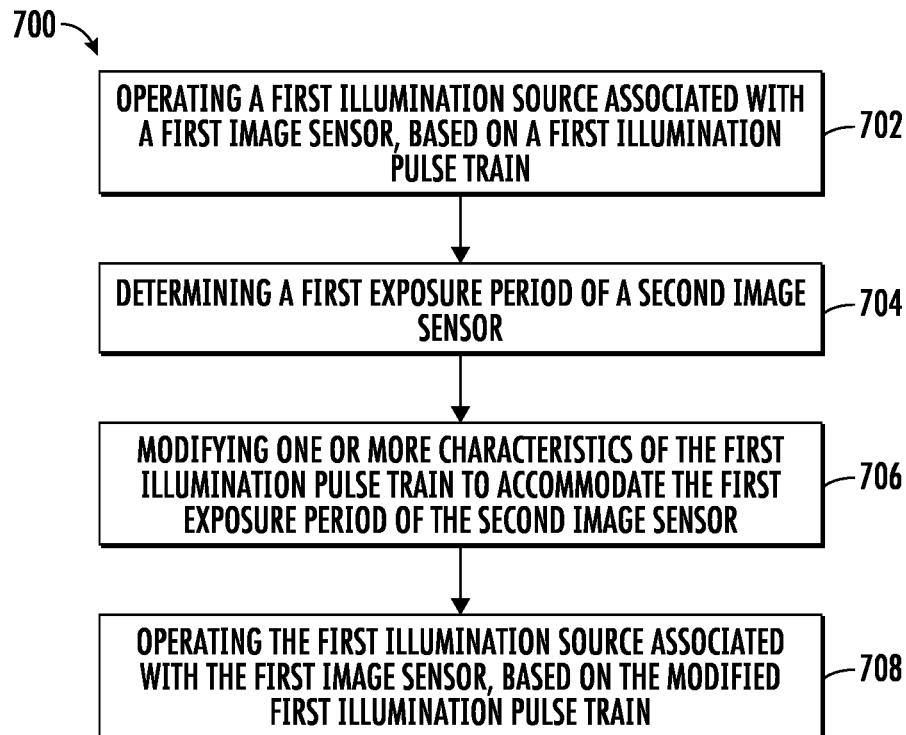 700
OPERATING A FIRST ILLUMINATION SOURCE ASSOCIATED WITH
A FIRST IMAGE SENSOR, BASED ON A FIRST ILLUMINATION
PULSE TRAIN
702
DETERMINING A FIRST EXPOSURE PERIOD OF A SECOND IMAGE
SENSOR
704
MODIFYING ONE OR MORE CHARACTERISTICS OF THE FIRST
ILLUMINATION PULSE TRAIN TO ACCOMMODATE THE FIRST
EXPOSURE PERIOD OF THE SECOND IMAGE SENSOR
706
OPERATING THE FIRST ILLUMINATION SOURCE ASSOCIATED
WITH THE FIRST IMAGE SENSOR, BASED ON THE MODIFIED
FIRST ILLUMINATION PULSE TRAIN
708